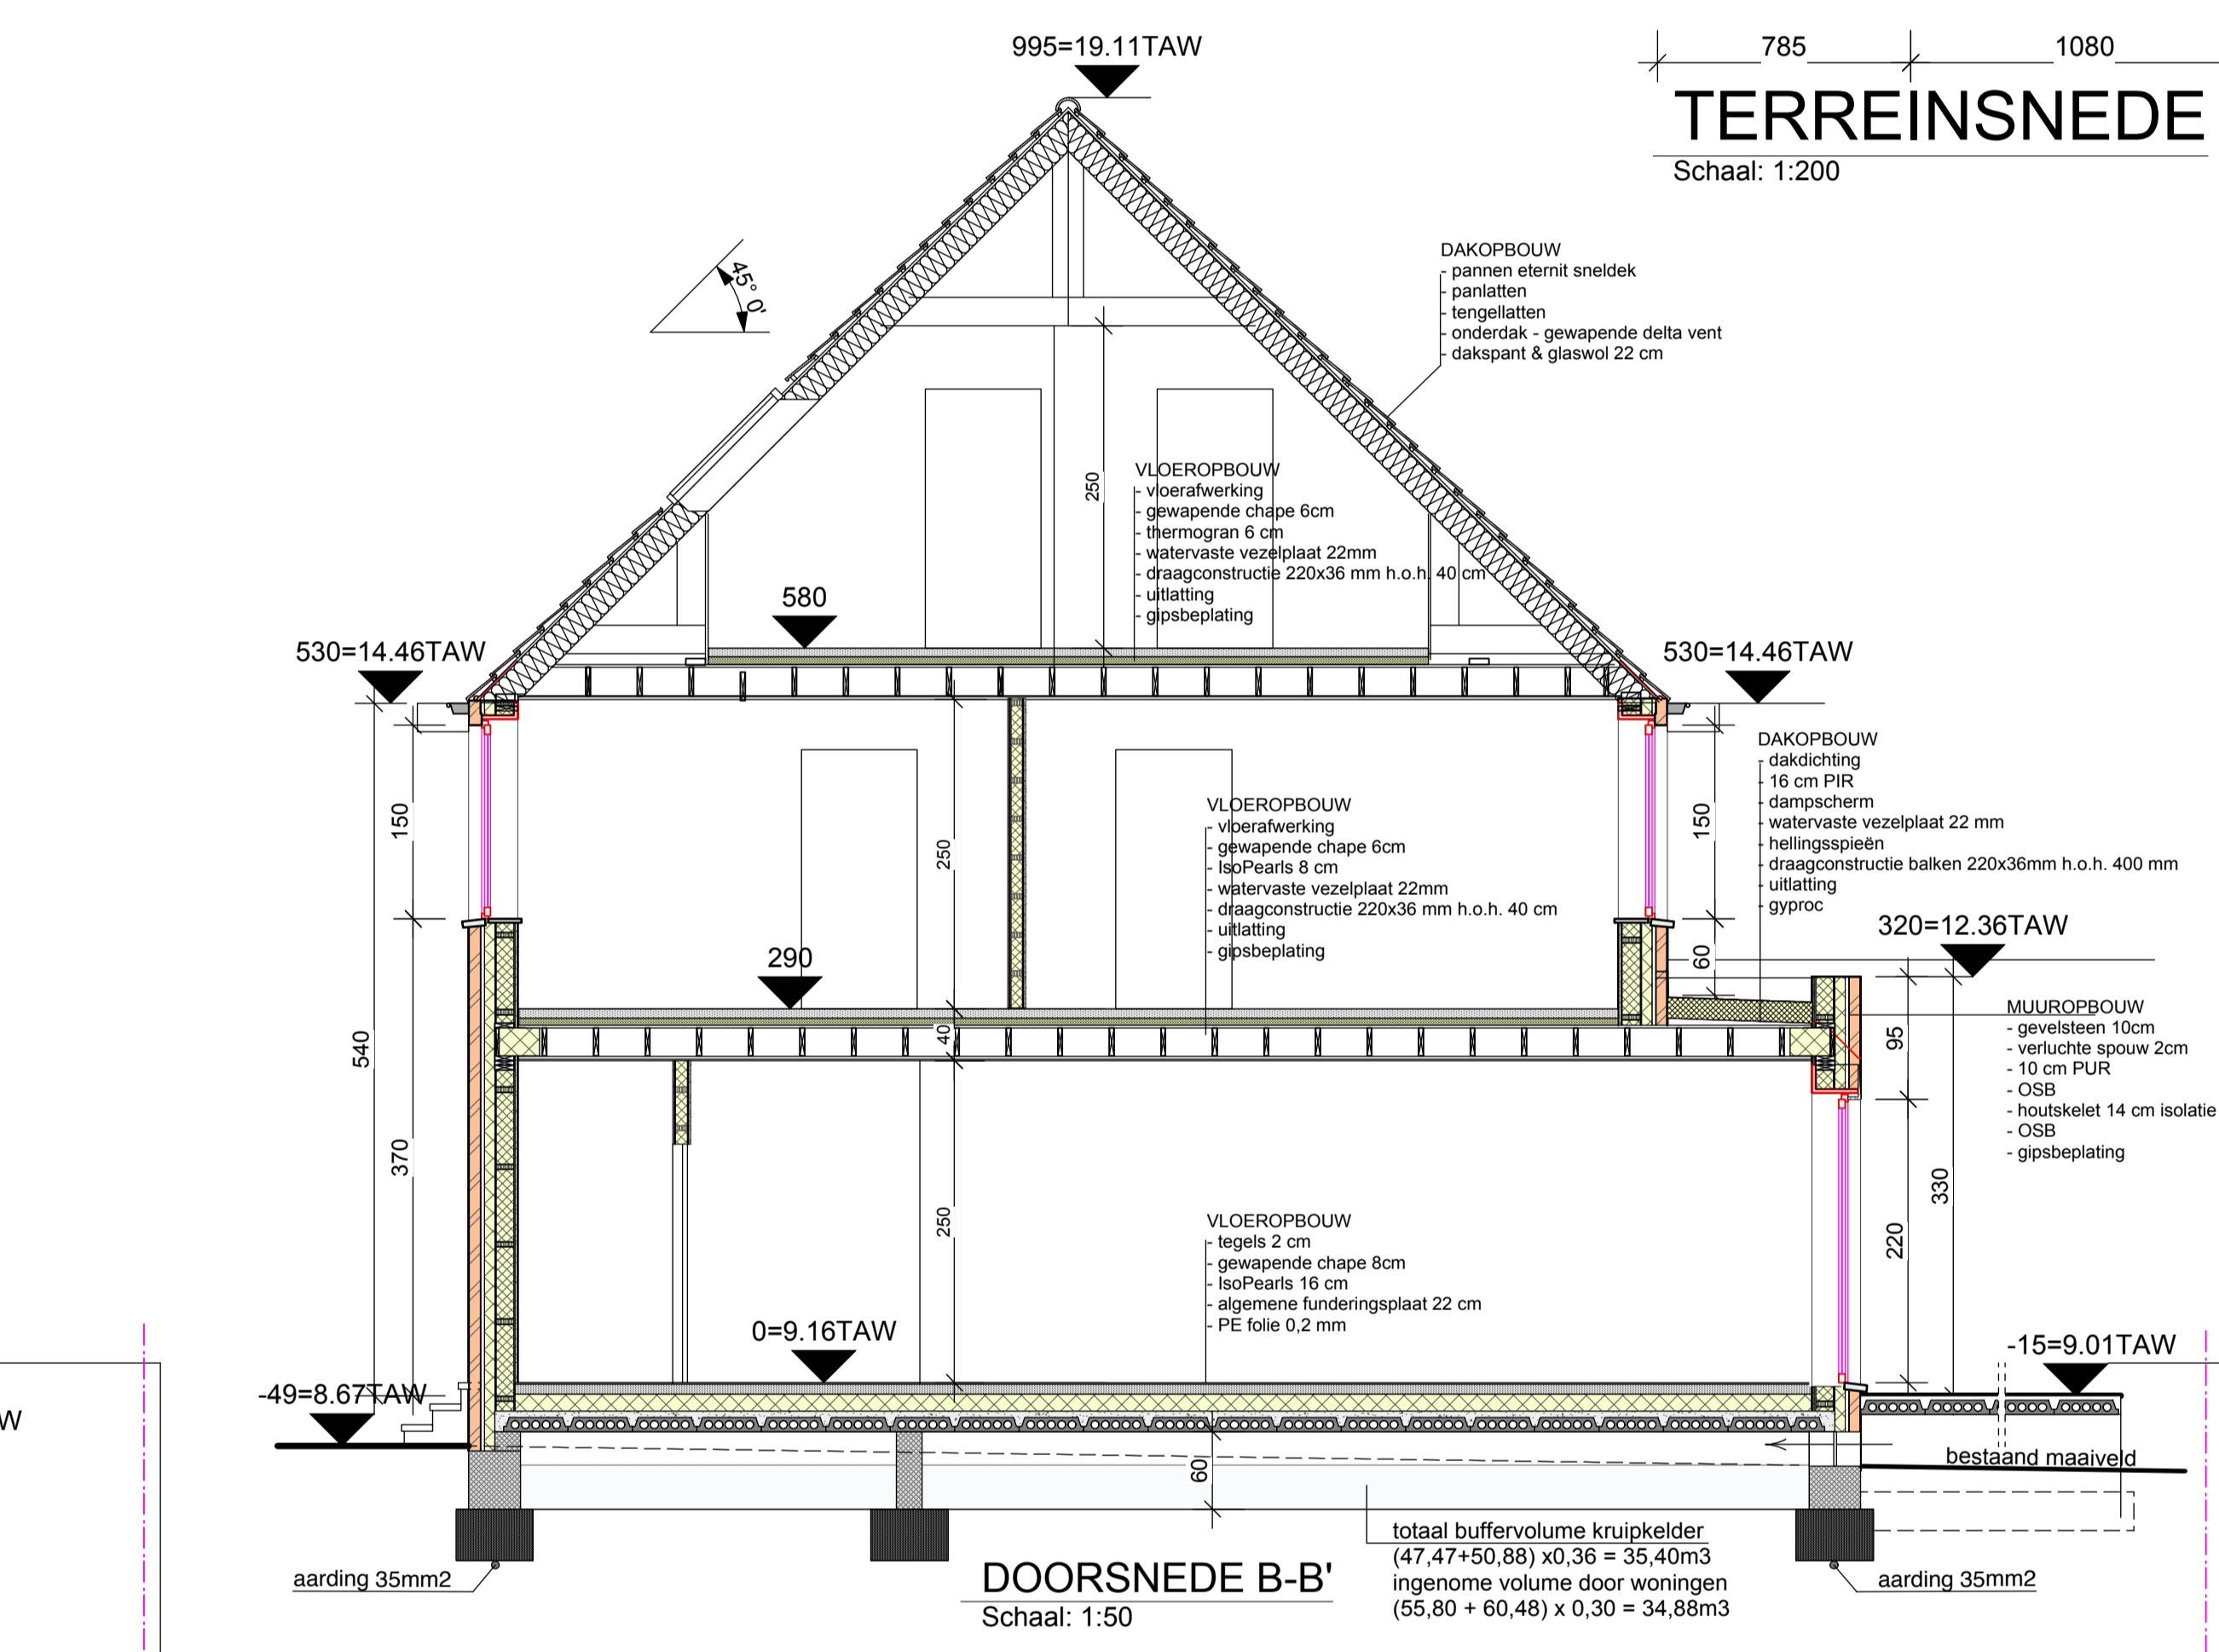 995=19.11TAW
785
1080
TERREINSNEDE
Schaal: 1:200
45° 0'
DAKOPBOUW
- pannen eternit sneldek
- panlatten
- tengellatten
- onderdak - gewapende delta vent
- dakspant & glaswol 22 cm
250
VLOEROPBOUW
- vloerafwerking
- gewapende chape 6cm
- thermogran 6 cm
- watervaste vezelplaat 22mm
- draagconstructie 220x36 mm h.o.h. 40 cm
- uitlatting
- gipsbeplating
580
530=14.46TAW
530=14.46TAW
DAKOPBOUW
- dakdichting
- 16 cm PIR
- dampscherm
- watervaste vezelplaat 22 mm
- hellingsspieën
- draagconstructie balken 220x36mm h.o.h. 400 mm
- uitlatting
- gyproc
150
250
VLOEROPBOUW
- vloerafwerking
- gewapende chape 6cm
- IsoPearls 8 cm
- watervaste vezelplaat 22mm
- draagconstructie 220x36 mm h.o.h. 40 cm
- uitlatting
- gipsbeplating
150
60
320=12.36TAW
290
40
540
370
95
330
220
MUUROPBOUW
- gevelsteen 10cm
- verluchte spouw 2cm
- 10 cm PUR
- OSB
- houtskelet 14 cm isolatie
- OSB
- gipsbeplating
250
VLOEROPBOUW
- tegels 2 cm
- gewapende chape 8cm
- IsoPearls 16 cm
- algemene funderingsplaat 22 cm
- PE folie 0,2 mm
0=9.16TAW
-15=9.01TAW
-49=8.67TAW
W
bestaand maaiveld
60
totaal buffervolume kruipkelder
(47,47+50,88) x0,36 = 35,40m3
ingenome volume door woningen
(55,80 + 60,48) x 0,30 = 34,88m3
aarding 35mm2
aarding 35mm2
DOORSNEDE B-B'
Schaal: 1:50